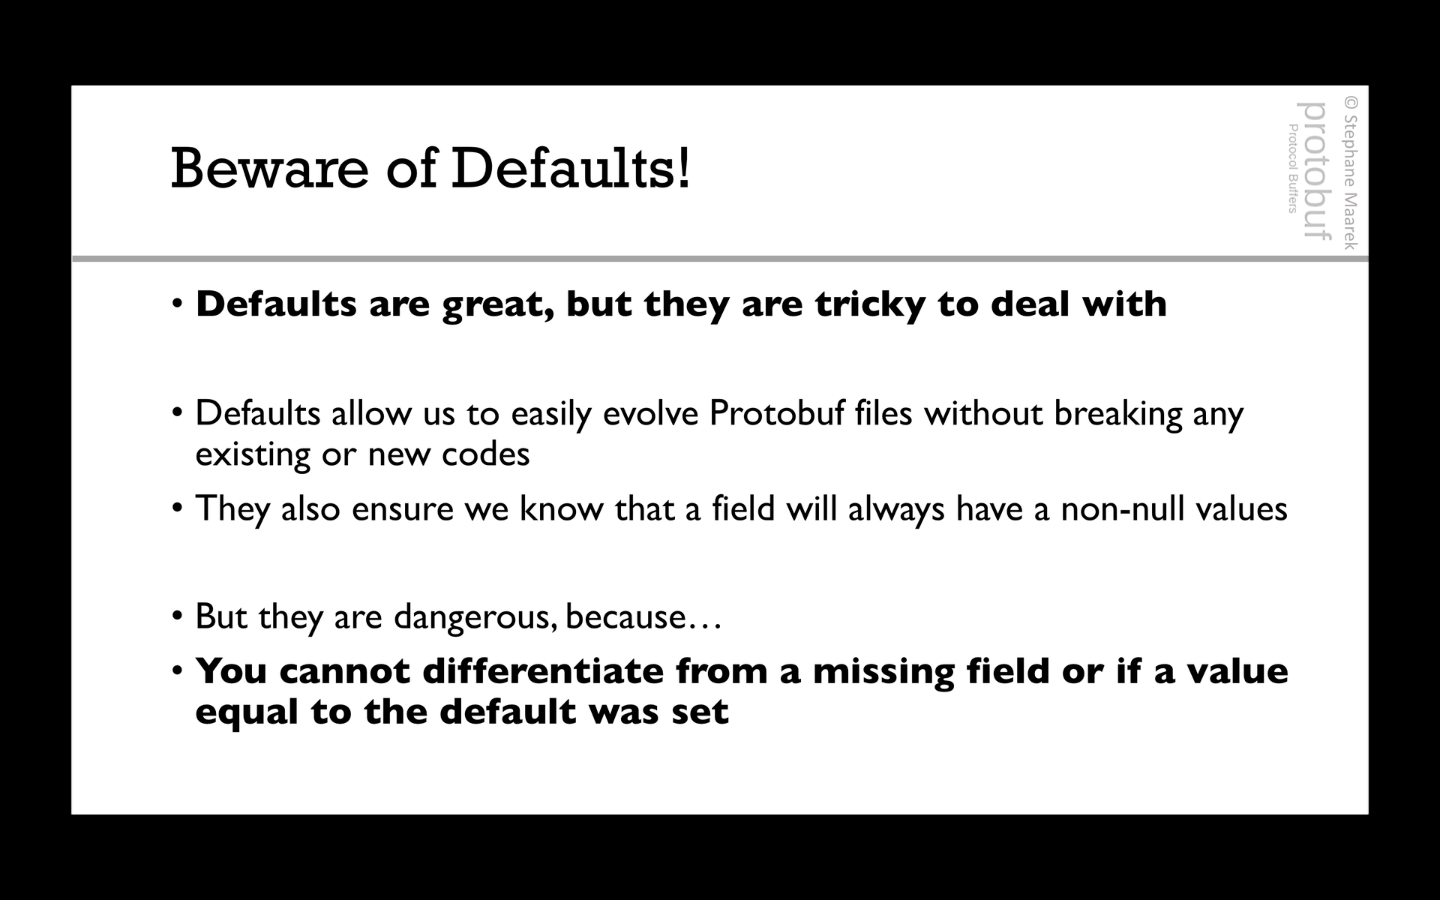 Beware of Defaults!
© Stephane Maarek
protobuf
Protocol Buffers
• Defaults are great, but they are tricky to deal with
• Defaults allow us to easily evolve Protobuf files without breaking any
existing or new codes
• They also ensure we know that a field will always have a non-null values
• But they are dangerous, because…
• You cannot differentiate from a missing field or if a value
equal to the default was set